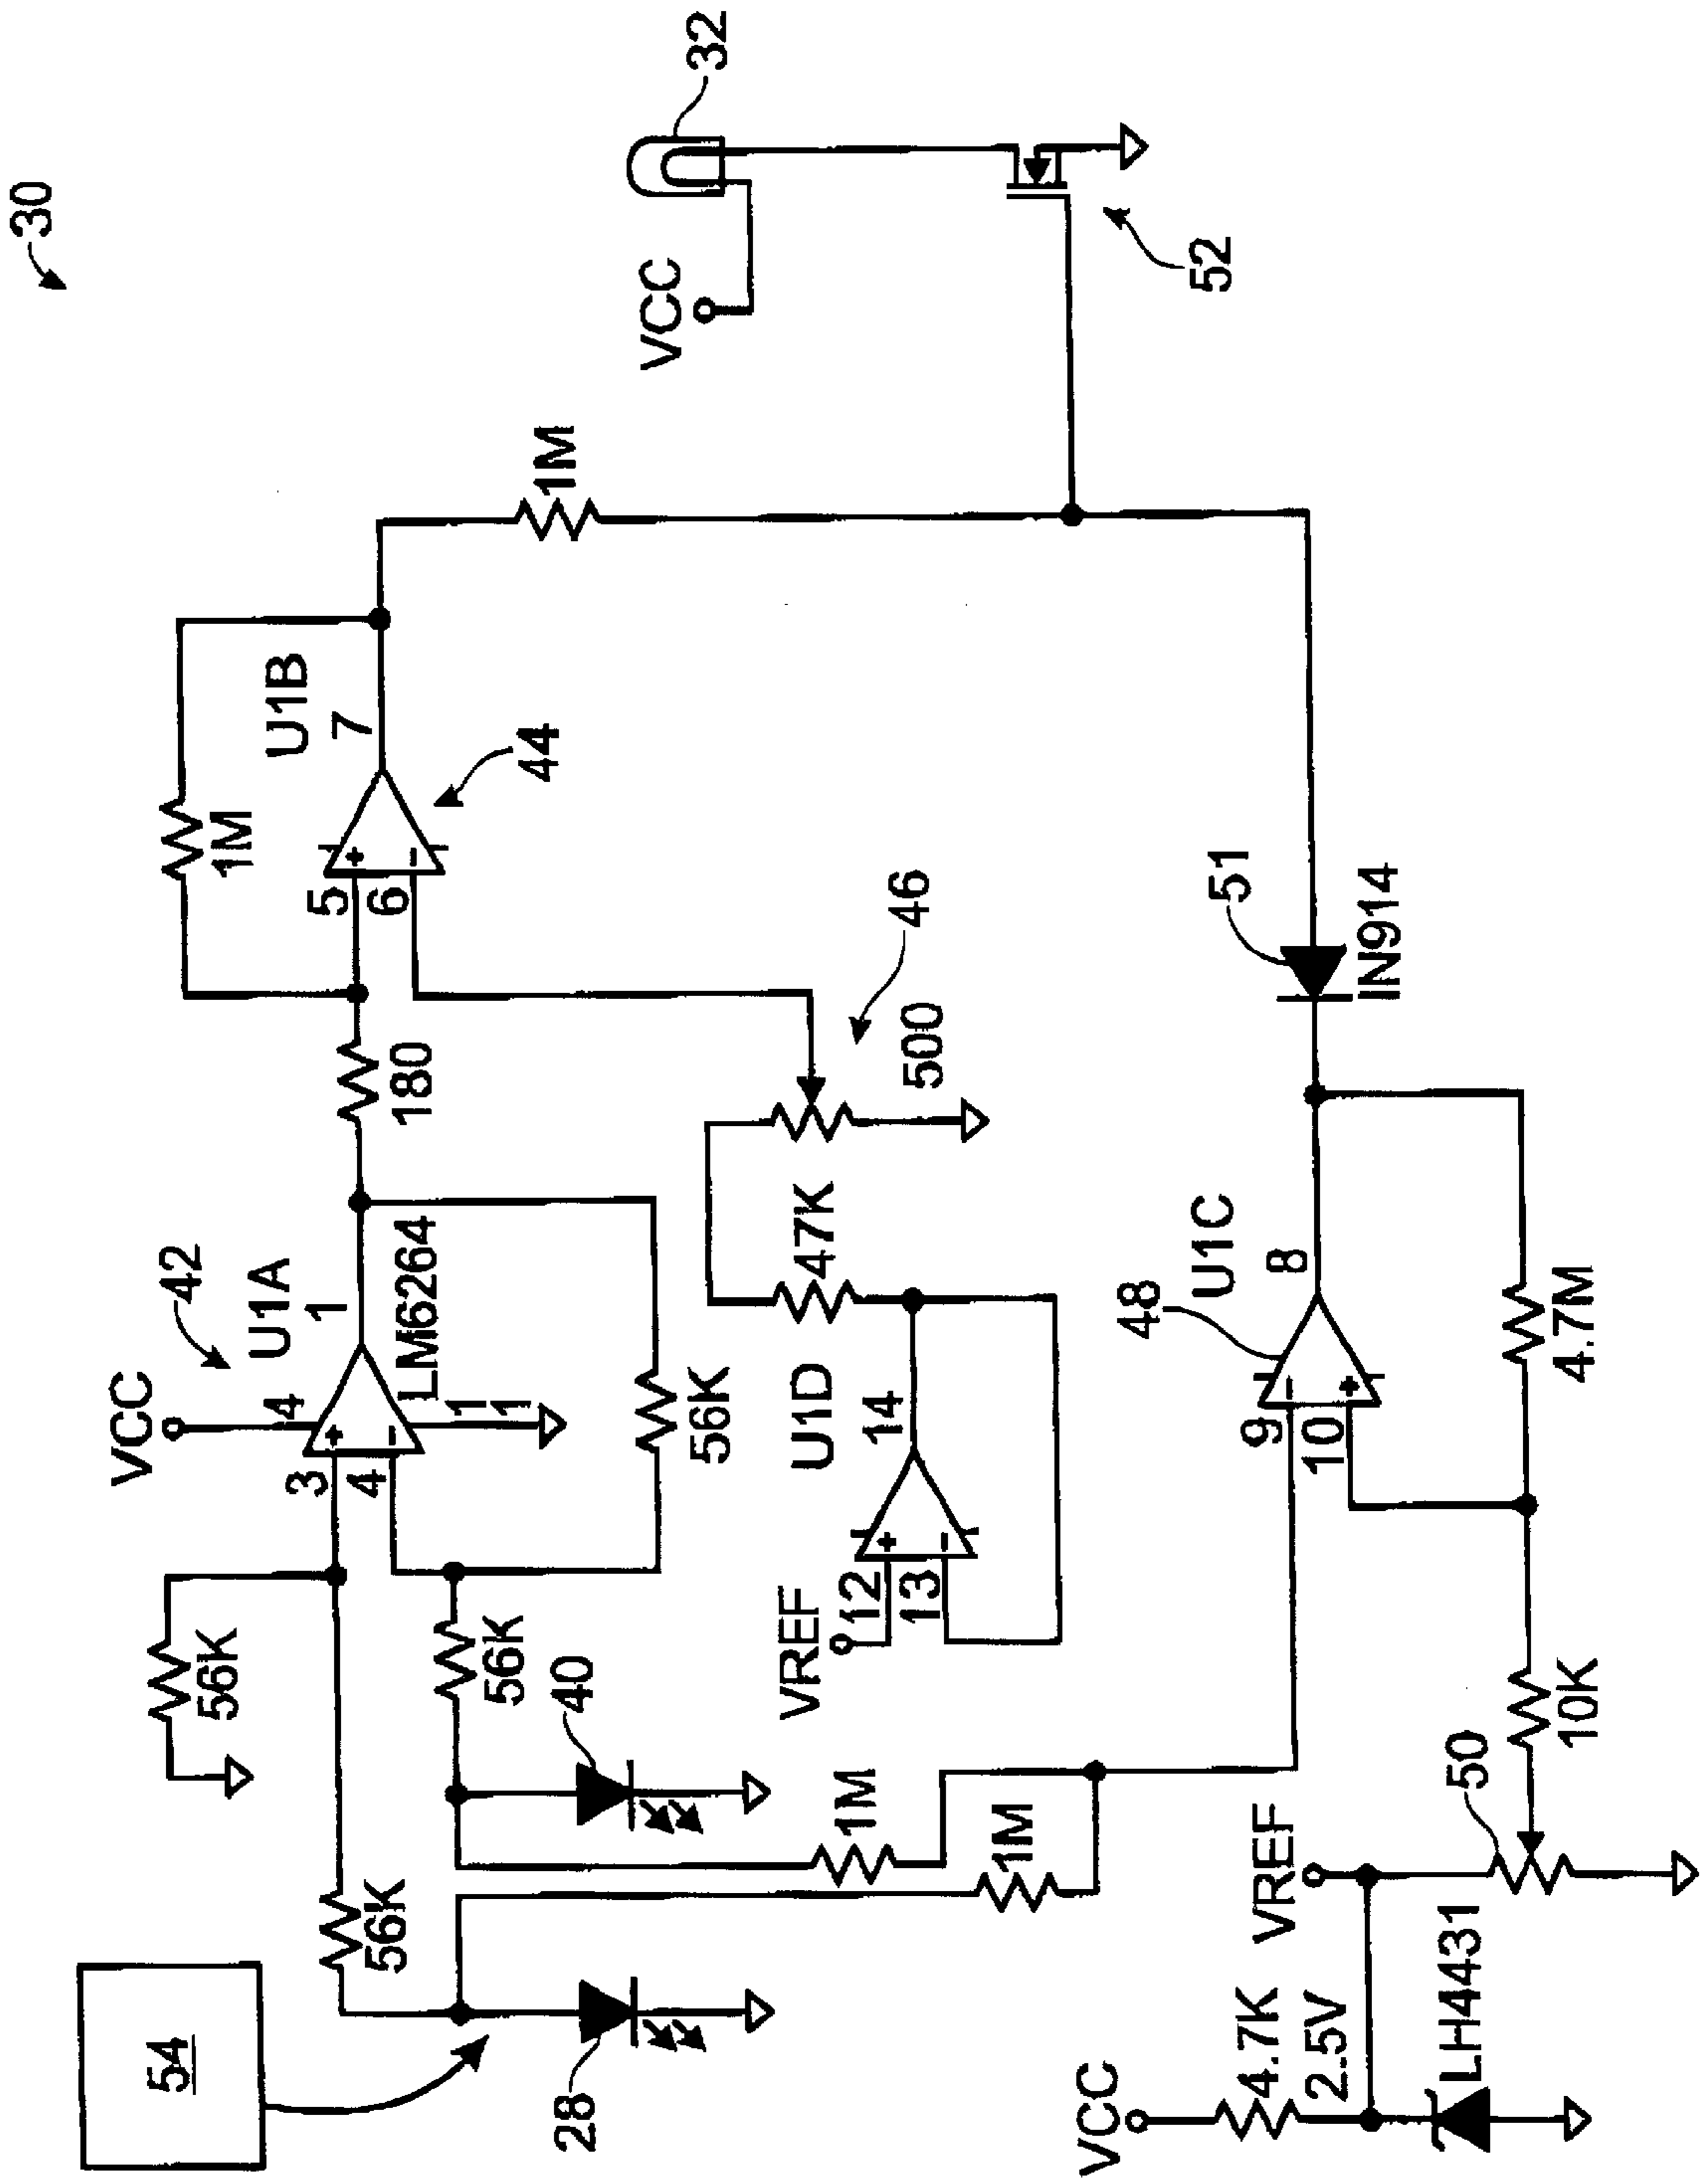 30
32
VCC
52
1M
1M
U1B
7
5
6
44
46
500
180
42
VCC
4
U1A
1
LM6264
3
4
11
56K
56K
56K
56K
47K
U1D
14
VREF
12
13
40
1M
1M
54
28
51
IN914
48
U1C
8
9
10
4.7M
10K
50
VREF
VCC
4.7K
2.5V
LH4431